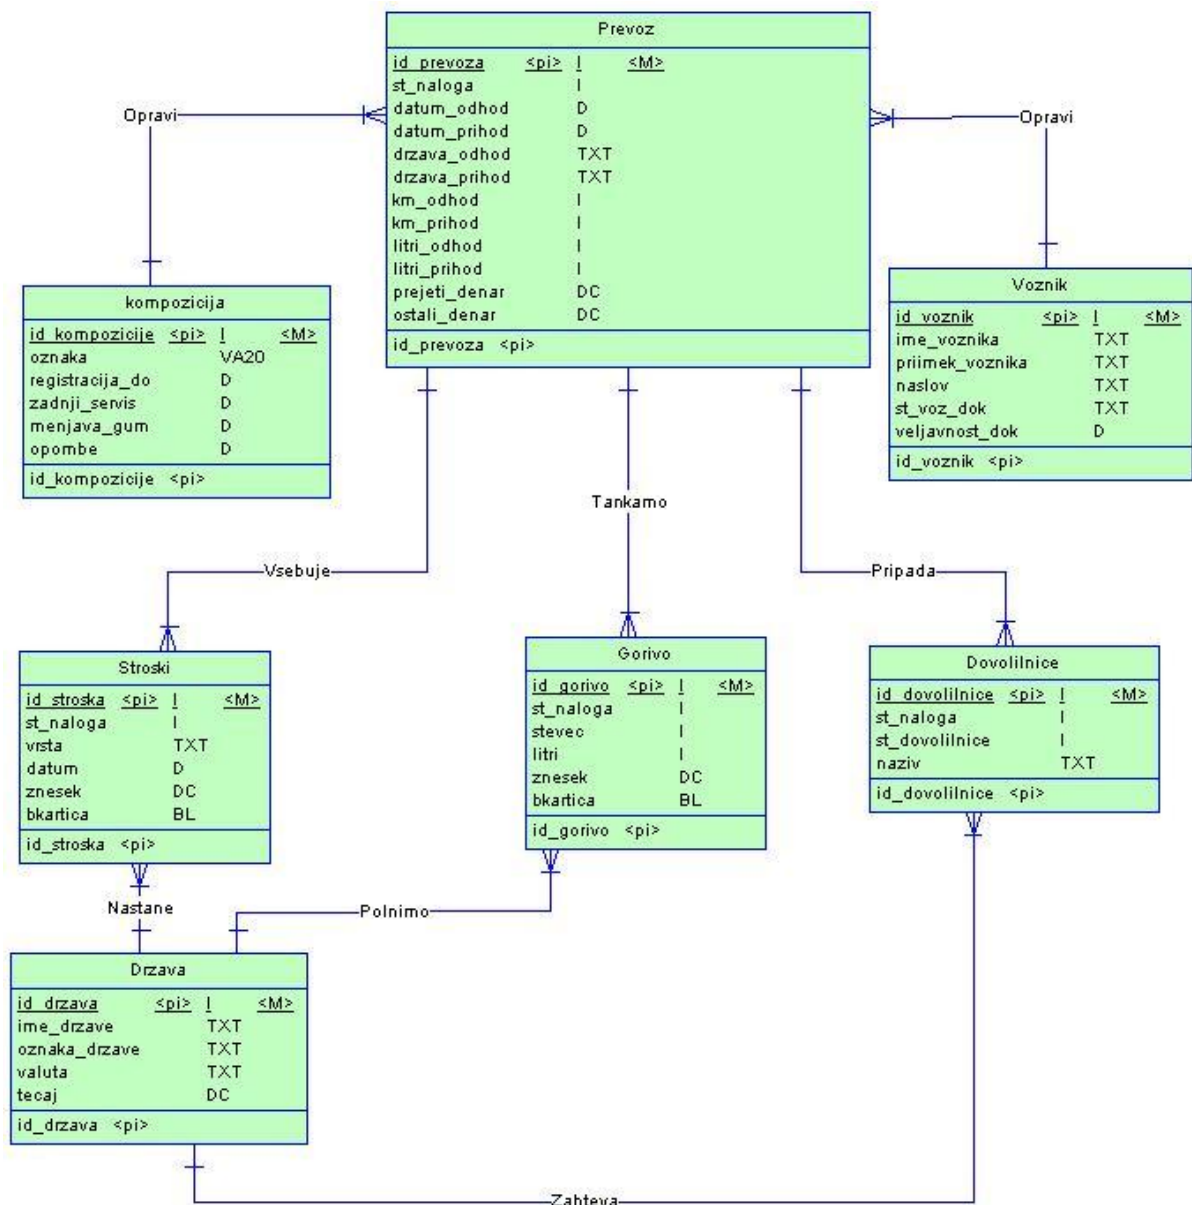 Prevoz
id_prevoza <pi> I <M>
st_naloga I
datum_odhod D
datum_prihod D
drzava_odhod TXT
drzava_prihod TXT
km_odhod I
km_prihod I
litri_odhod I
litri_prihod I
prejeti_denar DC
ostali_denar DC
id_prevoza <pi>
Opravi
Opravi
kompozicija
id_kompozicije <pi> I <M>
oznaka VA20
registracija_do D
zadnji_servis D
menjava_gum D
opombe D
id_kompozicije <pi>
Voznik
id_voznik <pi> I <M>
ime_voznika TXT
priimek_voznika TXT
naslov TXT
st_voz_dok TXT
veljavnost_dok D
id_voznik <pi>
Vsebuje
Tankamo
Pripada
Stroski
id_stroska <pi> I <M>
st_naloga I
vrsta TXT
datum D
znesek DC
bkartica BL
id_stroska <pi>
Gorivo
id_gorivo <pi> I <M>
st_naloga I
stevec I
litri I
znesek DC
bkartica BL
id_gorivo <pi>
Dovolilnice
id_dovolilnice <pi> I <M>
st_naloga I
st_dovolilnice I
naziv TXT
id_dovolilnice <pi>
Nastane
Polnimo
Drzava
id_drzava <pi> I <M>
ime_drzave TXT
oznaka_drzave TXT
valuta TXT
tecaj DC
id_drzava <pi>
Zahteva